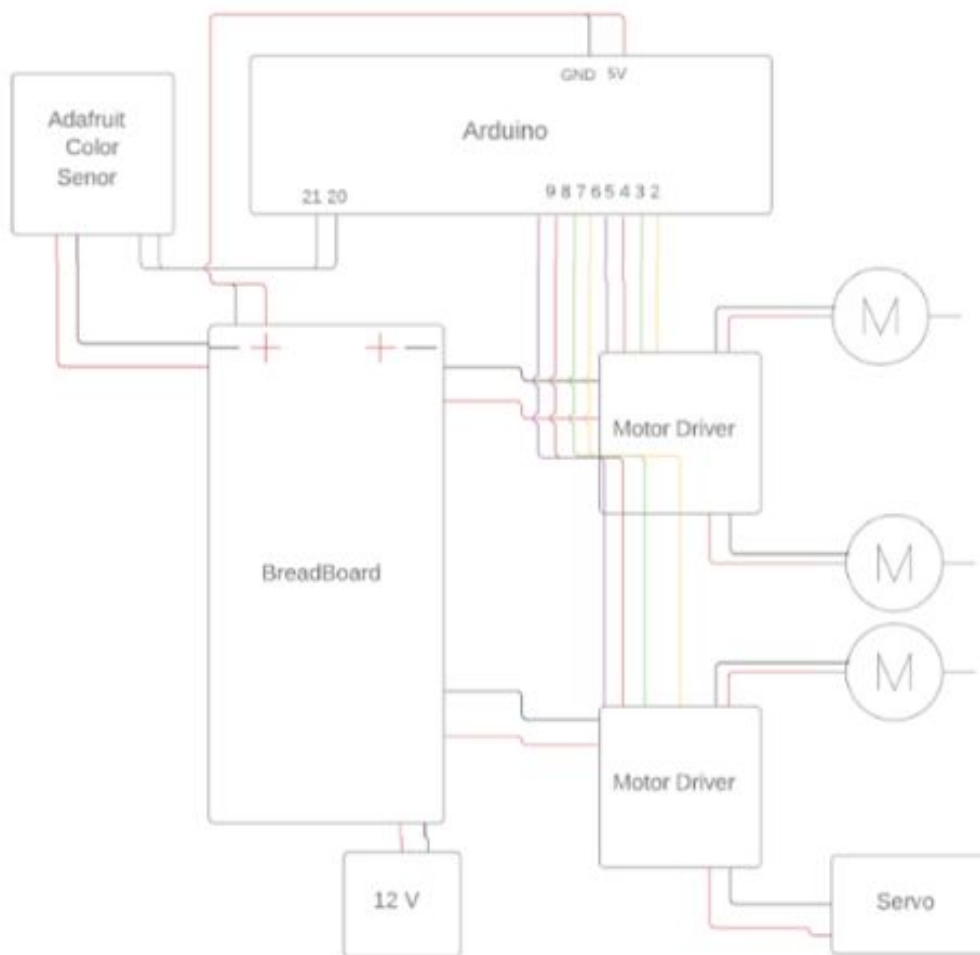 GND 5V
Adafruit
Color
Senor
Arduino
21 20
9 8 7 6 5 4 3 2
M
Motor Driver
BreadBoard
M
M
Motor Driver
12 V
Servo